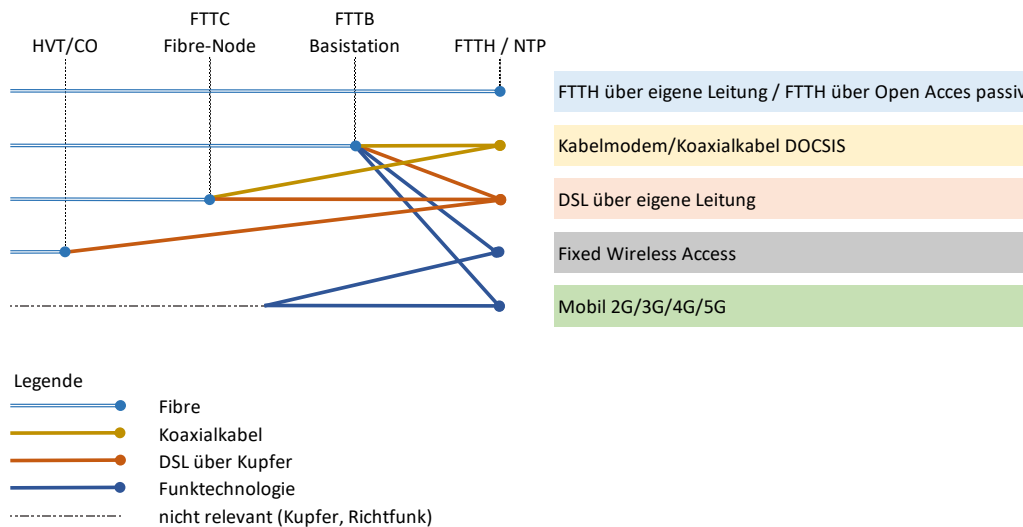 FTTC
FTTB
HVT/CO
Fibre-Node
Basistation
FTTH / NTP
FTTH über eigene Leitung / FTTH über Open Acces passiv
Kabelmodem/Koaxialkabel DOCSIS
DSL über eigene Leitung
Fixed Wireless Access
Mobil 2G/3G/4G/5G
Legende
Fibre
Koaxialkabel
DSL über Kupfer
Funktechnologie
nicht relevant (Kupfer, Richtfunk)